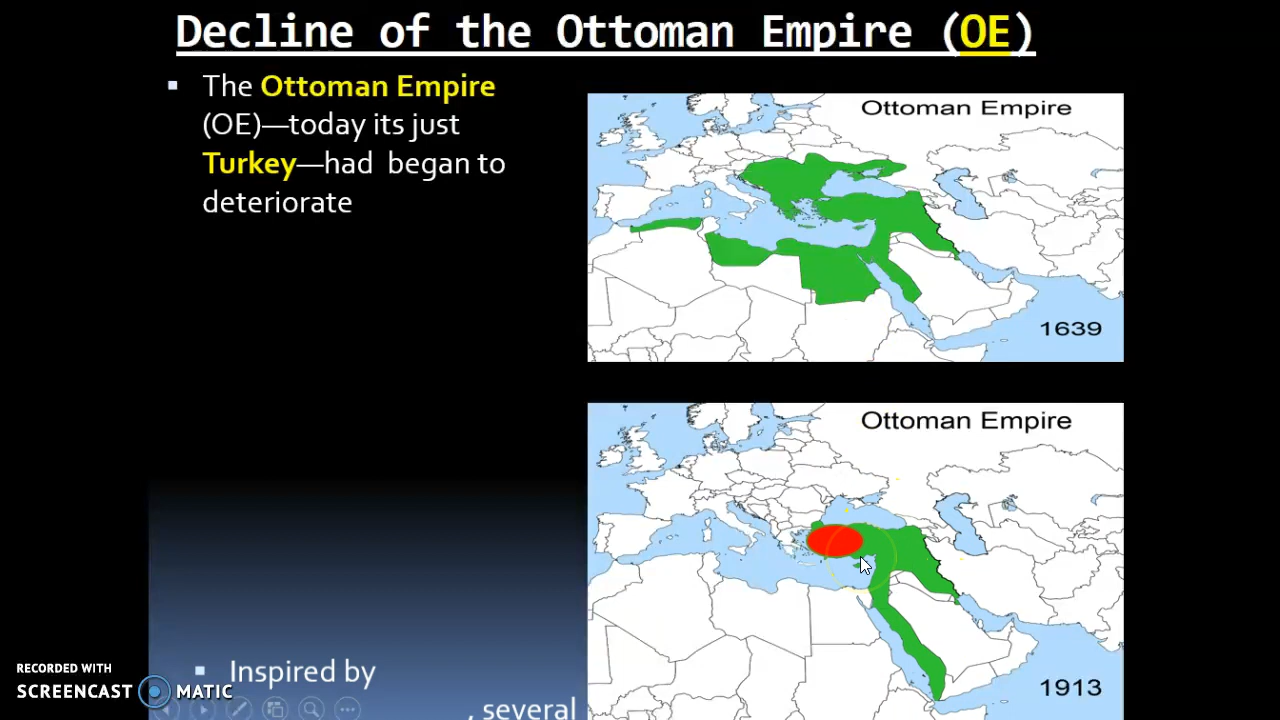 Decline of the Ottoman Empire (OE)
▪ The Ottoman Empire
(OE)—today its just
Turkey—had began to
deteriorate
Ottoman Empire
1639
Ottoman Empire
1913
▪ Inspired by
, several
RECORDED WITH
SCREENCAST MATIC